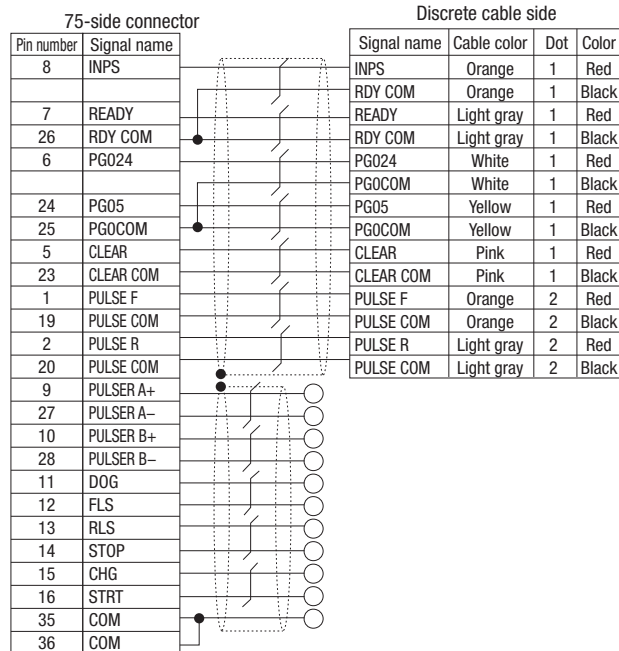 75-side connector
Discrete cable side
Pin number Signal name
Signal name Cable color Dot Color
8 INPS INPS Orange 1 Red
RDY COM Orange 1 Black
7 READY READY Light gray 1 Red
26 RDY COM RDY COM Light gray 1 Black
6 PG024 PG024 White 1 Red
PG0COM White 1 Black
24 PG05 PG05 Yellow 1 Red
25 PG0COM PG0COM Yellow 1 Black
5 CLEAR CLEAR Pink 1 Red
23 CLEAR COM CLEAR COM Pink 1 Black
1 PULSE F PULSE F Orange 2 Red
19 PULSE COM PULSE COM Orange 2 Black
2 PULSE R PULSE R Light gray 2 Red
20 PULSE COM PULSE COM Light gray 2 Black
9 PULSER A+
27 PULSER A−
10 PULSER B+
28 PULSER B−
11 DOG
12 FLS
13 RLS
14 STOP
15 CHG
16 STRT
35 COM
36 COM